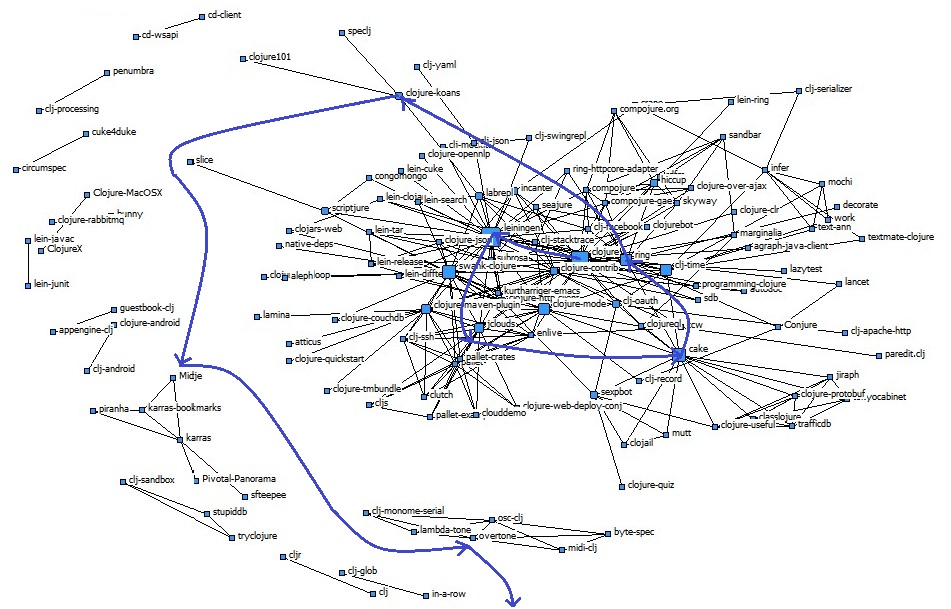 cd-client
cd-wsapi
speclj
clojure101
clj-yaml
penumbra
clojure-koans
clj-processing
clj-serializer
lein-ring
compojure.org
cuke4duke
circumspec
clj-json
clj-swingrepl
sandbar
slice
clojure-opennlp
lein-cuke
ring-httpcore-adapter
infer
congomongo
hiccup
mochi
Clojure-MacOSX
labrepl
incanter
compojure
clojure-over-ajax
lein-search
compojure-gae
skyway
decorate
scriptjure
seajure
clojure-clr
work
clojure-rabbitmq
clojars-web
lein-tar
leiningen
clj-facebook
clojurebot
marginalia
text-ann
lein-javac
clojure-json
clj-stacktrace
textmate-clojure
ClojureX
native-deps
clojure
ring
agraph-java-client
lein-release
swank-clojure
clojure-contrib
clj-time
lazytest
lein-difftest
lein-junit
programming-clojure
lancet
kurtharriger-emacs
sdb
guestbook-clj
clojure-maven-plugin
clojure-mode
clj-oauth
lamina
clojure-couchdb
clojure-android
jclouds
clojureql
ccw
Conjure
appengine-clj
enlive
clj-apache-http
atticus
clj-ssh
cake
clojure-quickstart
pallet-crates
paredit.clj
clj-android
Midje
clj-record
jiraph
clojure-tmbundle
clutch
sexpbot
clojure-protobuf
cljs
clouddemo
clojure-web-deploy-conj
piranha
karras-bookmarks
classlojure
clojure-useful
trafficdb
karras
mutt
clojail
clj-sandbox
Pivotal-Panorama
clojure-quiz
sfteepee
stupiddb
clj-monome-serial
osc-clj
tryclojure
lambda-tone
overtone
byte-spec
midi-clj
cljr
clj-glob
clj
in-a-row